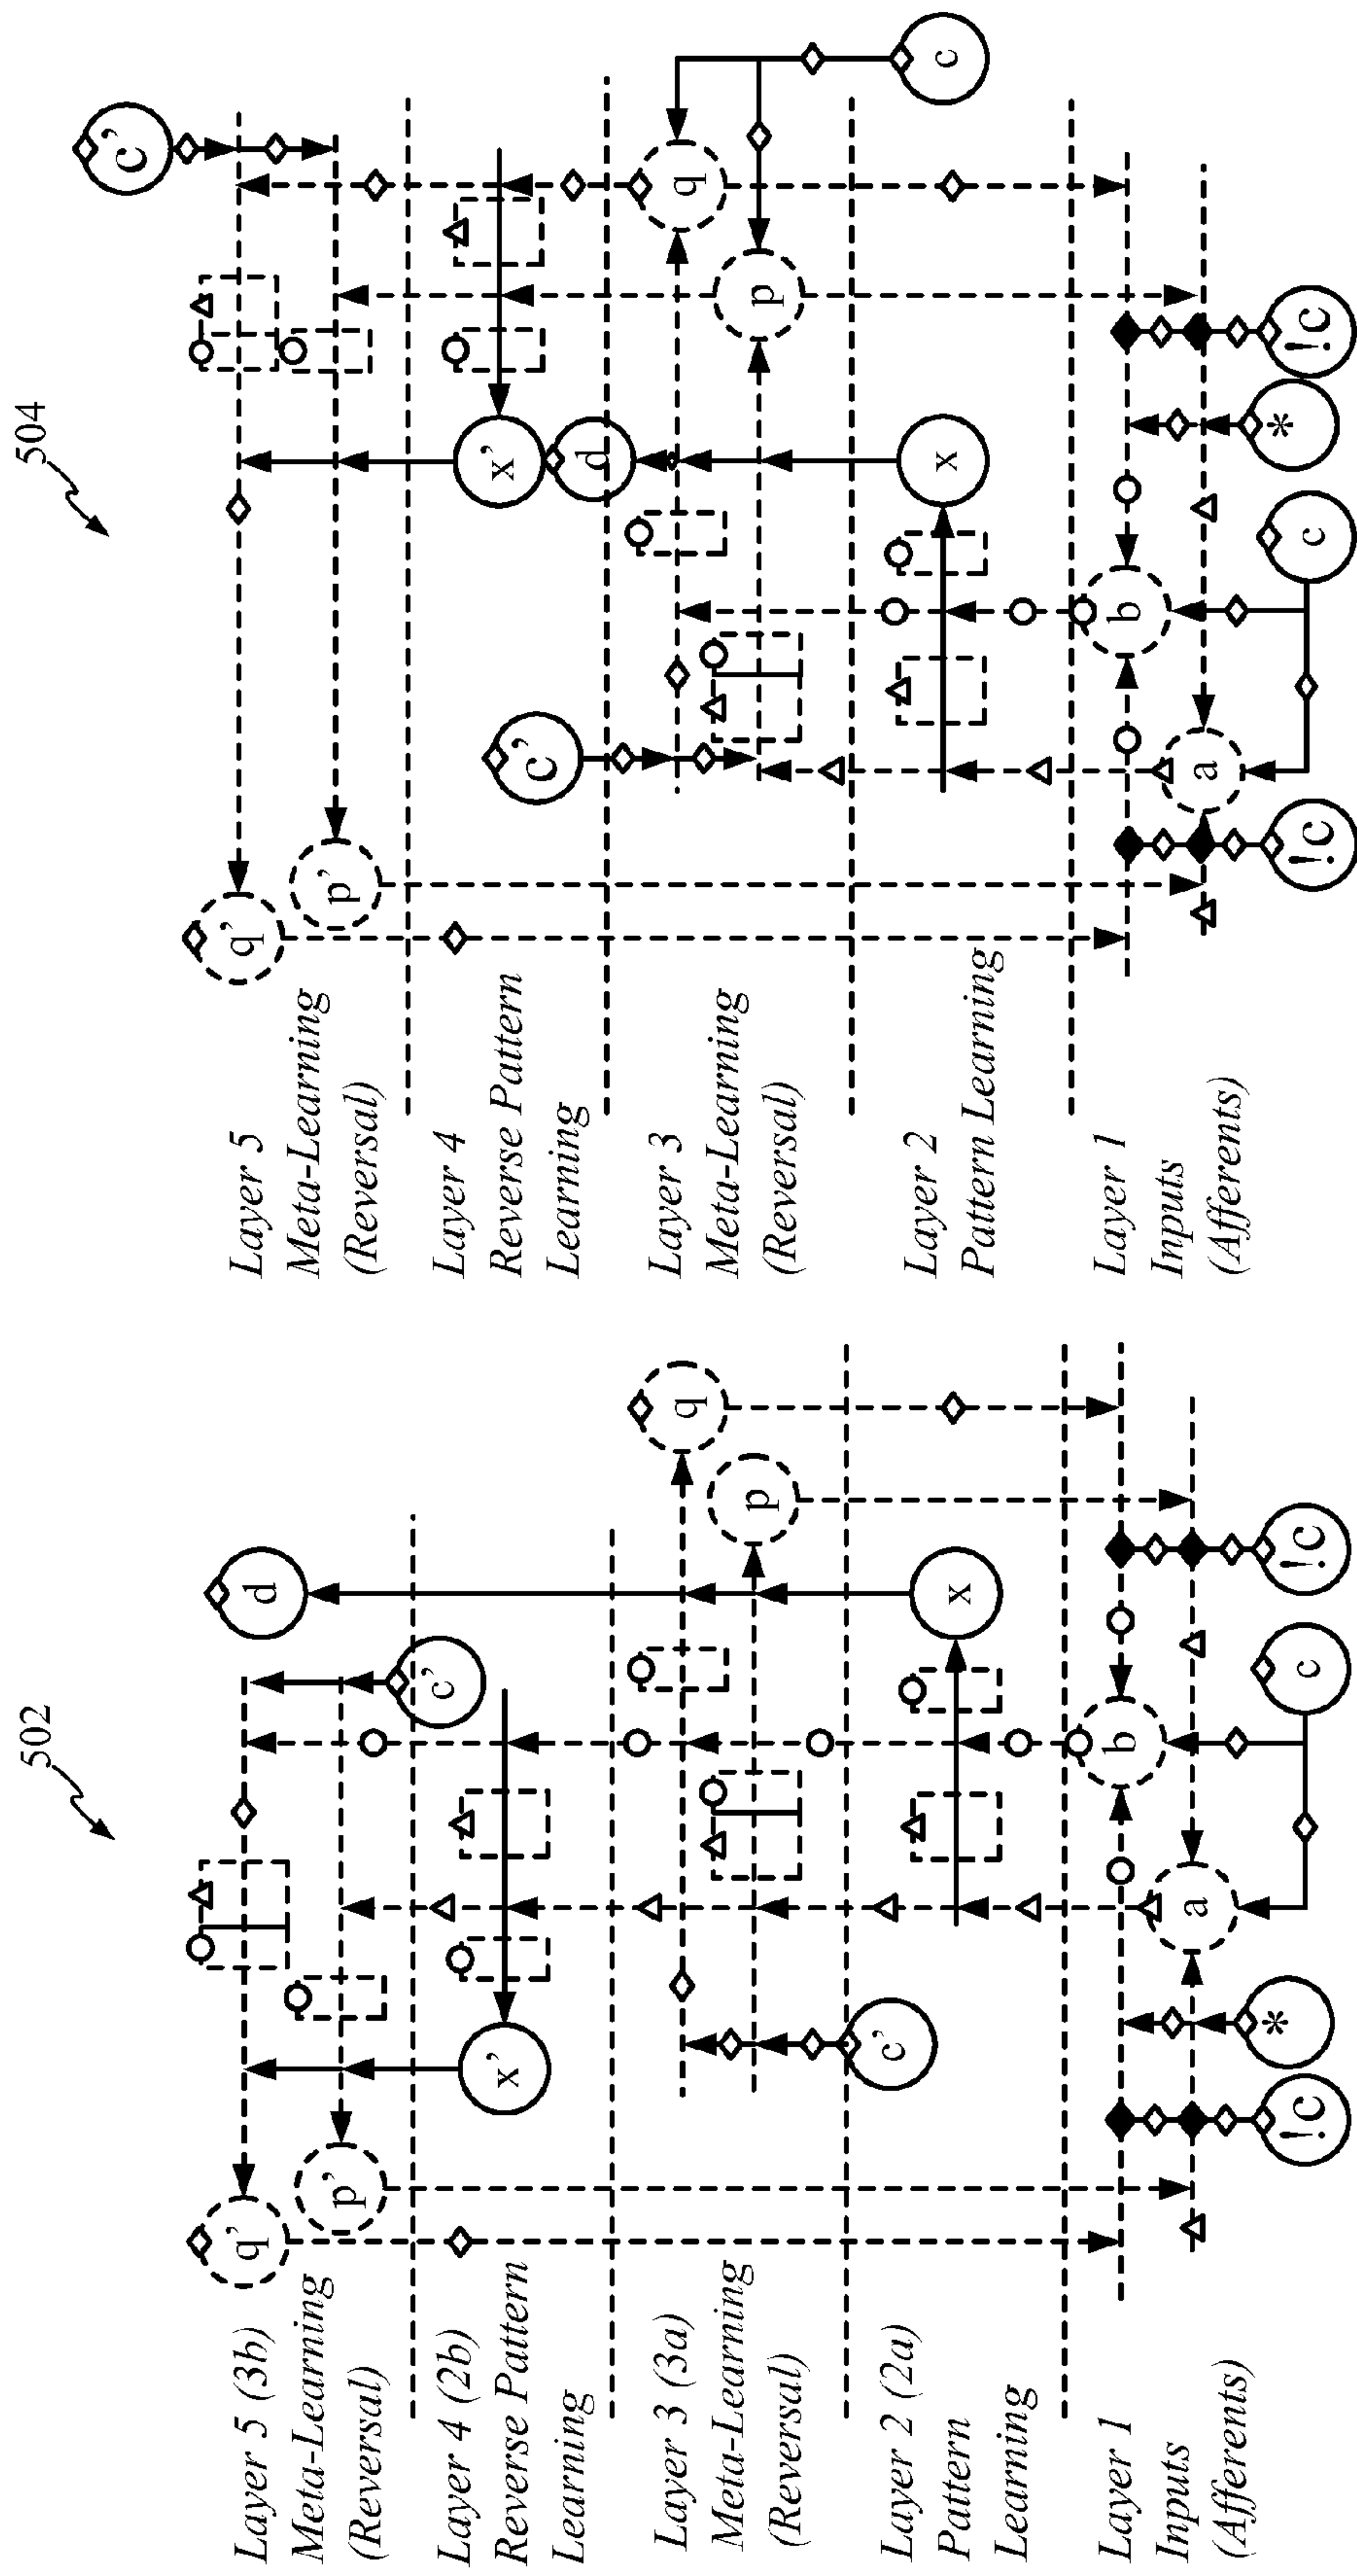 502
Layer 5 (3b)
Meta-Learning
(Reversal)
q'
p'
d
Layer 4 (2b)
Reverse Pattern
Learning
x'
c'
Layer 3 (3a)
Meta-Learning
(Reversal)
q
p
Layer 2 (2a)
Pattern
Learning
c'
x
Layer 1
Inputs
(Afferents)
a
b
!c
*
c
!c
504
Layer 5
Meta-Learning
(Reversal)
q'
p'
c'
Layer 4
Reverse Pattern
Learning
x'
d
c'
Layer 3
Meta-Learning
(Reversal)
q
p
Layer 2
Pattern Learning
x
c
Layer 1
Inputs
(Afferents)
a
b
!c
c
*
!c